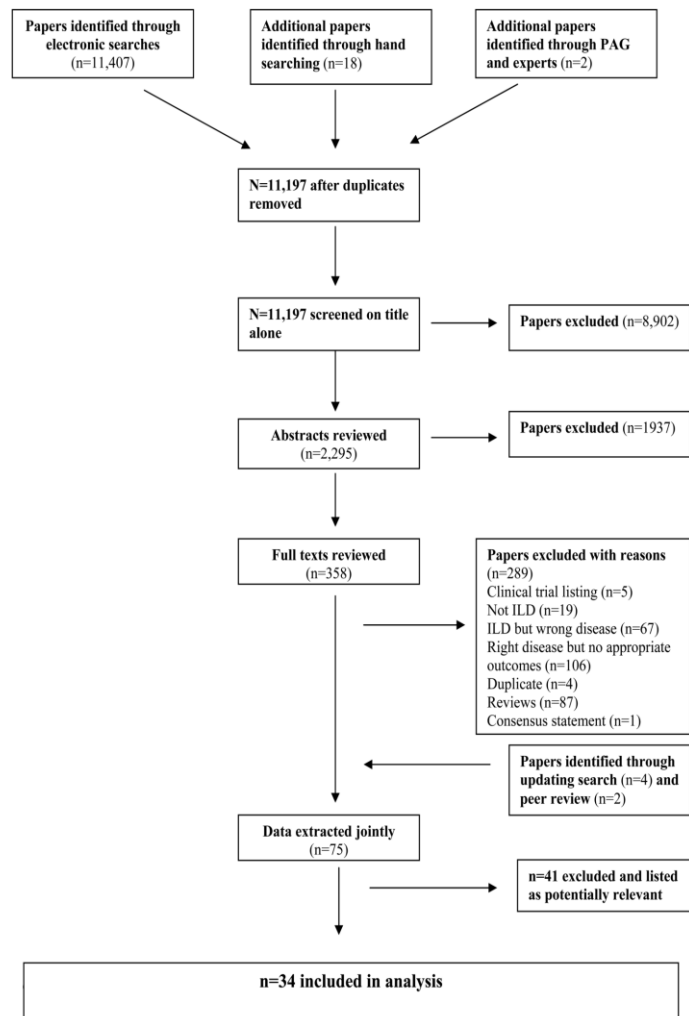 Papers identified through
electronic searches
(n=11,407)
Additional papers
identified through hand
searching (n=18)
Additional papers
identified through PAG
and experts (n=2)
N=11,197 after duplicates
removed
N=11,197 screened on title
alone
Papers excluded (n=8,902)
Abstracts reviewed
(n=2,295)
Papers excluded (n=1937)
Full texts reviewed
(n=358)
Papers excluded with reasons
(n=289)
Clinical trial listing (n=5)
Not ILD (n=19)
ILD but wrong disease (n=67)
Right disease but no appropriate
outcomes (n=106)
Duplicate (n=4)
Reviews (n=87)
Consensus statement (n=1)
Papers identified through
updating search (n=4) and
peer review (n=2)
Data extracted jointly
(n=75)
n=41 excluded and listed
as potentially relevant
n=34 included in analysis